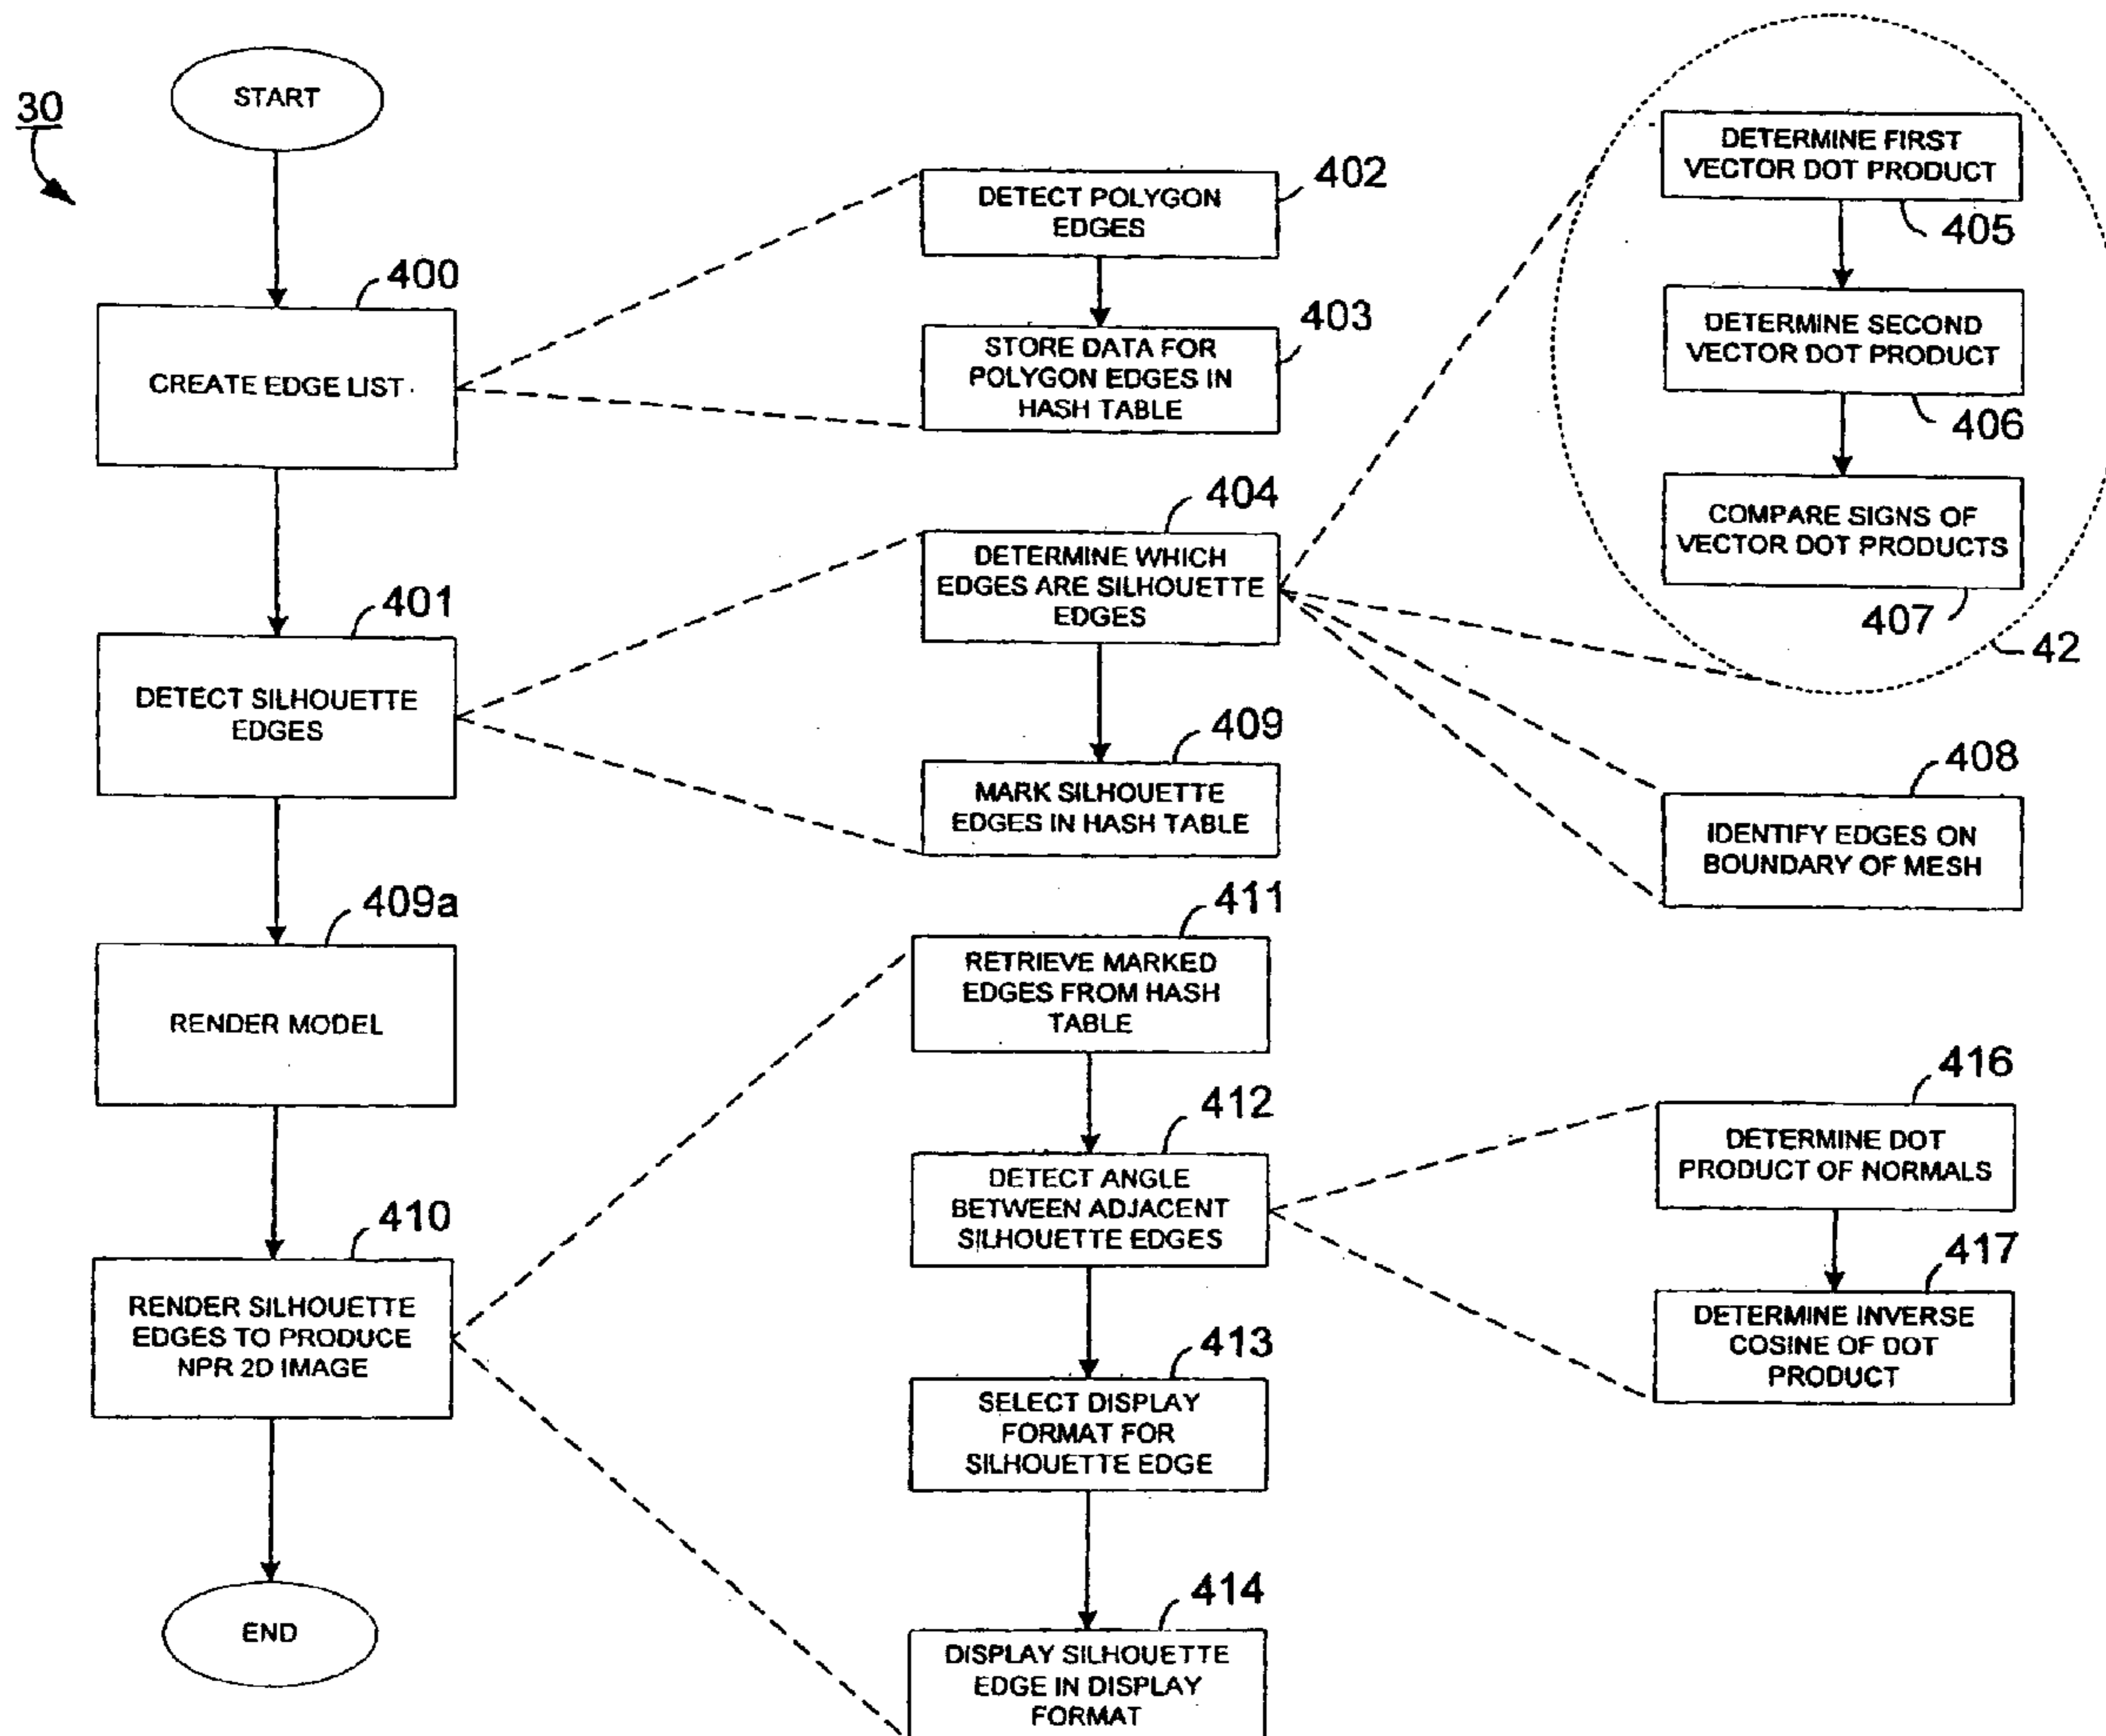 30
START
400
CREATE EDGE LIST
401
DETECT SILHOUETTE
EDGES
409a
RENDER MODEL
410
RENDER SILHOUETTE
EDGES TO PRODUCE
NPR 2D IMAGE
END
402
DETECT POLYGON
EDGES
403
STORE DATA FOR
POLYGON EDGES IN
HASH TABLE
404
DETERMINE WHICH
EDGES ARE SILHOUETTE
EDGES
409
MARK SILHOUETTE
EDGES IN HASH TABLE
411
RETRIEVE MARKED
EDGES FROM HASH
TABLE
412
DETECT ANGLE
BETWEEN ADJACENT
SILHOUETTE EDGES
413
SELECT DISPLAY
FORMAT FOR
SILHOUETTE EDGE
414
DISPLAY SILHOUETTE
EDGE IN DISPLAY
FORMAT
DETERMINE FIRST
VECTOR DOT PRODUCT
405
DETERMINE SECOND
VECTOR DOT PRODUCT
406
COMPARE SIGNS OF
VECTOR DOT PRODUCTS
407
42
408
IDENTIFY EDGES ON
BOUNDARY OF MESH
416
DETERMINE DOT
PRODUCT OF NORMALS
417
DETERMINE INVERSE
COSINE OF DOT
PRODUCT